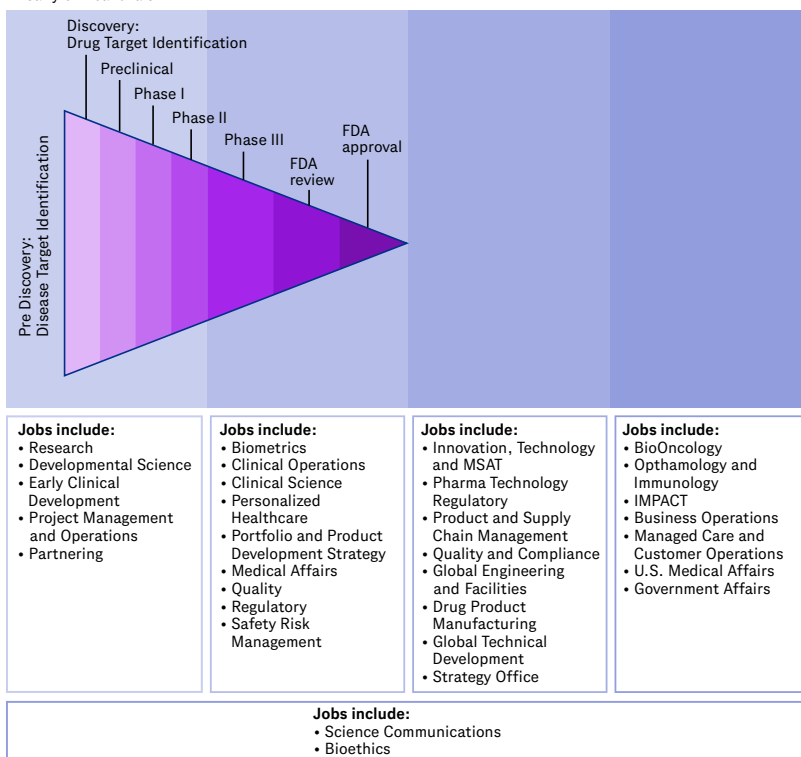 Discovery:
Drug Target Identification
Preclinical
Phase I
Phase II
Phase III
FDA
review
FDA
approval
Pre Discovery:
Disease Target Identification
Jobs include:
• Research
• Developmental Science
• Early Clinical
Development
• Project Management
and Operations
• Partnering
Jobs include:
• Biometrics
• Clinical Operations
• Clinical Science
• Personalized
Healthcare
• Portfolio and Product
Development Strategy
• Medical Affairs
• Quality
• Regulatory
• Safety Risk
Management
Jobs include:
• Innovation, Technology
and MSAT
• Pharma Technology
Regulatory
• Product and Supply
Chain Management
• Quality and Compliance
• Global Engineering
and Facilities
• Drug Product
Manufacturing
• Global Technical
Development
• Strategy Office
Jobs include:
• BioOncology
• Opthamology and
Immunology
• IMPACT
• Business Operations
• Managed Care and
Customer Operations
• U.S. Medical Affairs
• Government Affairs
Jobs include:
• Science Communications
• Bioethics